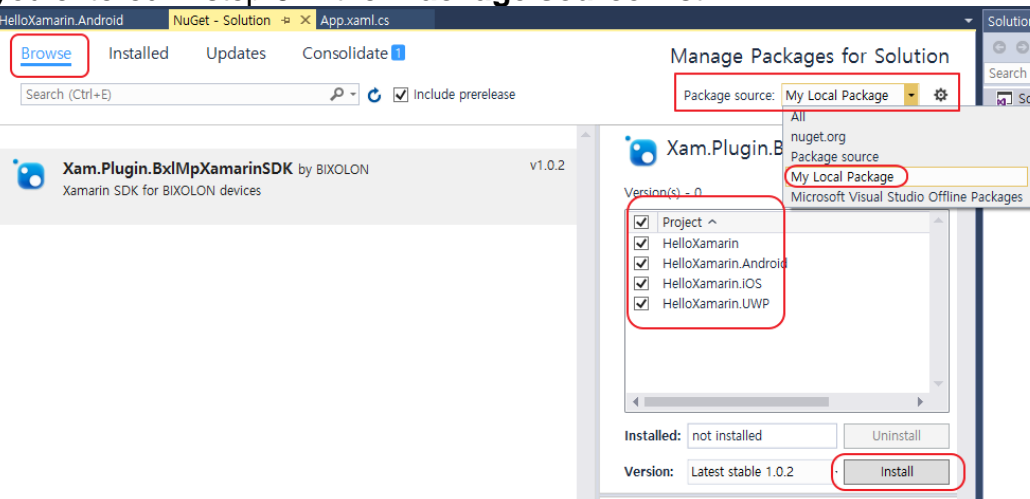 HelloXamarin.Android NuGet - Solution App.xaml.cs
Solution
Browse Installed Updates Consolidate 1
Manage Packages for Solution
Search (Ctrl+E) Include prerelease
Package source: My Local Package
Search
All
nuget.org
Package source
My Local Package
Microsoft Visual Studio Offline Packages
Xam.Plugin.BxlMpXamarinSDK by BIXOLON v1.0.2
Xamarin SDK for BIXOLON devices
Xam.Plugin.B
Version(s) - 0
Project
HelloXamarin
HelloXamarin.Android
HelloXamarin.iOS
HelloXamarin.UWP
Installed: not installed Uninstall
Version: Latest stable 1.0.2 Install